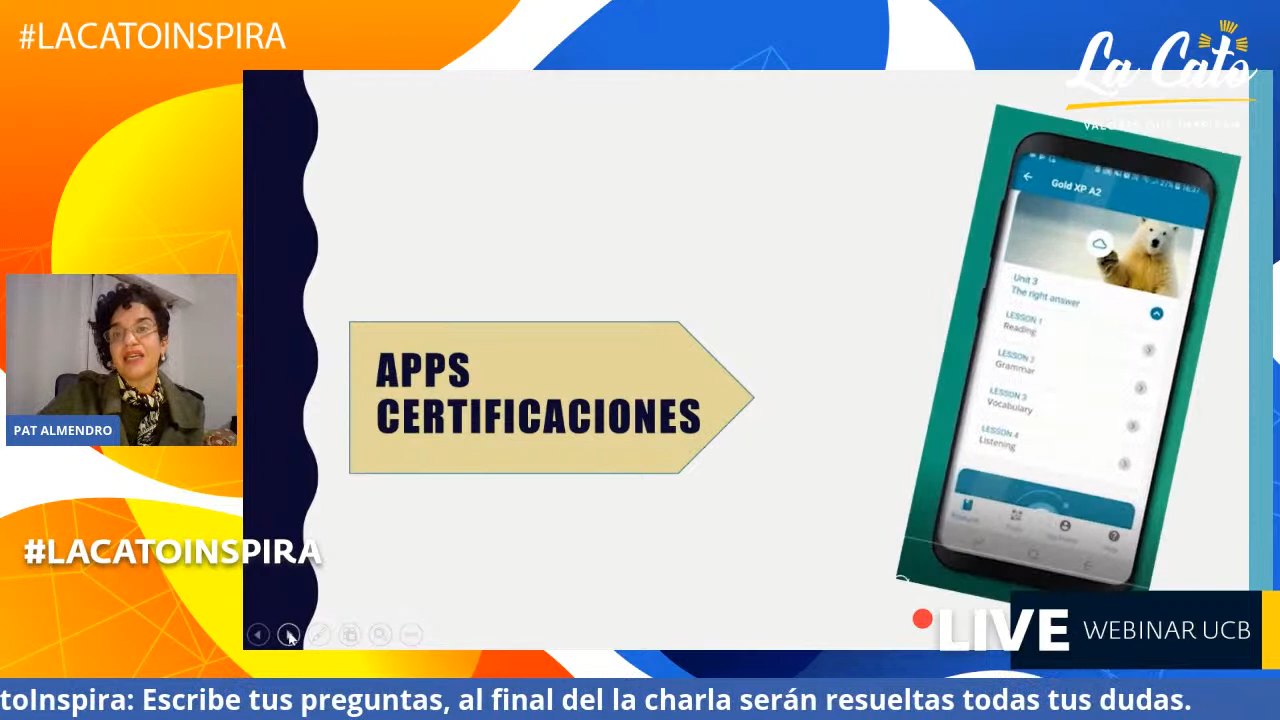 #LACATOINSPIRA
La Cato
Gold XP A2
Unit 3
The right answer
LESSON 1
Reading
LESSON 2
Grammar
LESSON 3
Vocabulary
LESSON 4
Listening
APPS
CERTIFICACIONES
PAT ALMENDRO
#LACATOINSPIRA
LIVE
WEBINAR UCB
toInspira: Escribe tus preguntas, al final del la charla serán resueltas todas tus dudas.